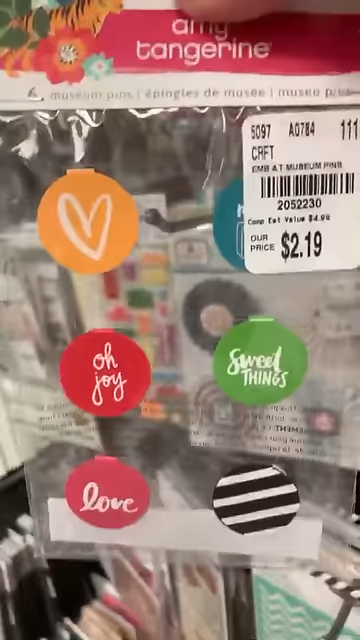 amy
tangerine
museum pins | épingles de musée | museo pins
5097 A0784 111
CRFT
EMB AT MUSEUM PINS
2052230
Comp Est Value $4.99
OUR PRICE $2.19
oh
joy
sweet
THINGS
love